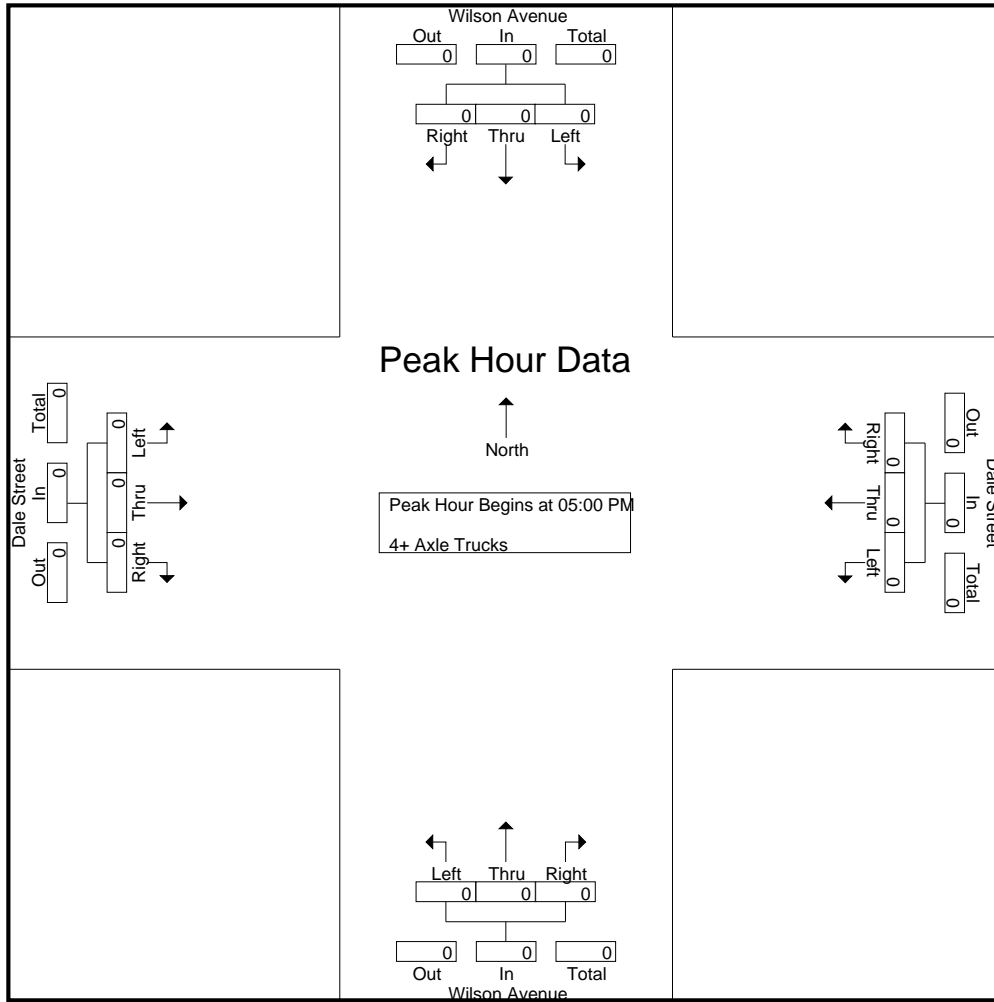 Wilson Avenue
Out In Total
0 0 0
0 0 0
Right Thru Left
Peak Hour Data
North
Peak Hour Begins at 05:00 PM
4+ Axle Trucks
Dale Street
Out In Total
0 0 0
0 0 0
Right Thru Left
Dale Street
Out In Total
0 0 0
0 0 0
Right Thru Left
Left Thru Right
0 0 0
0 0 0
Out In Total
Wilson Avenue